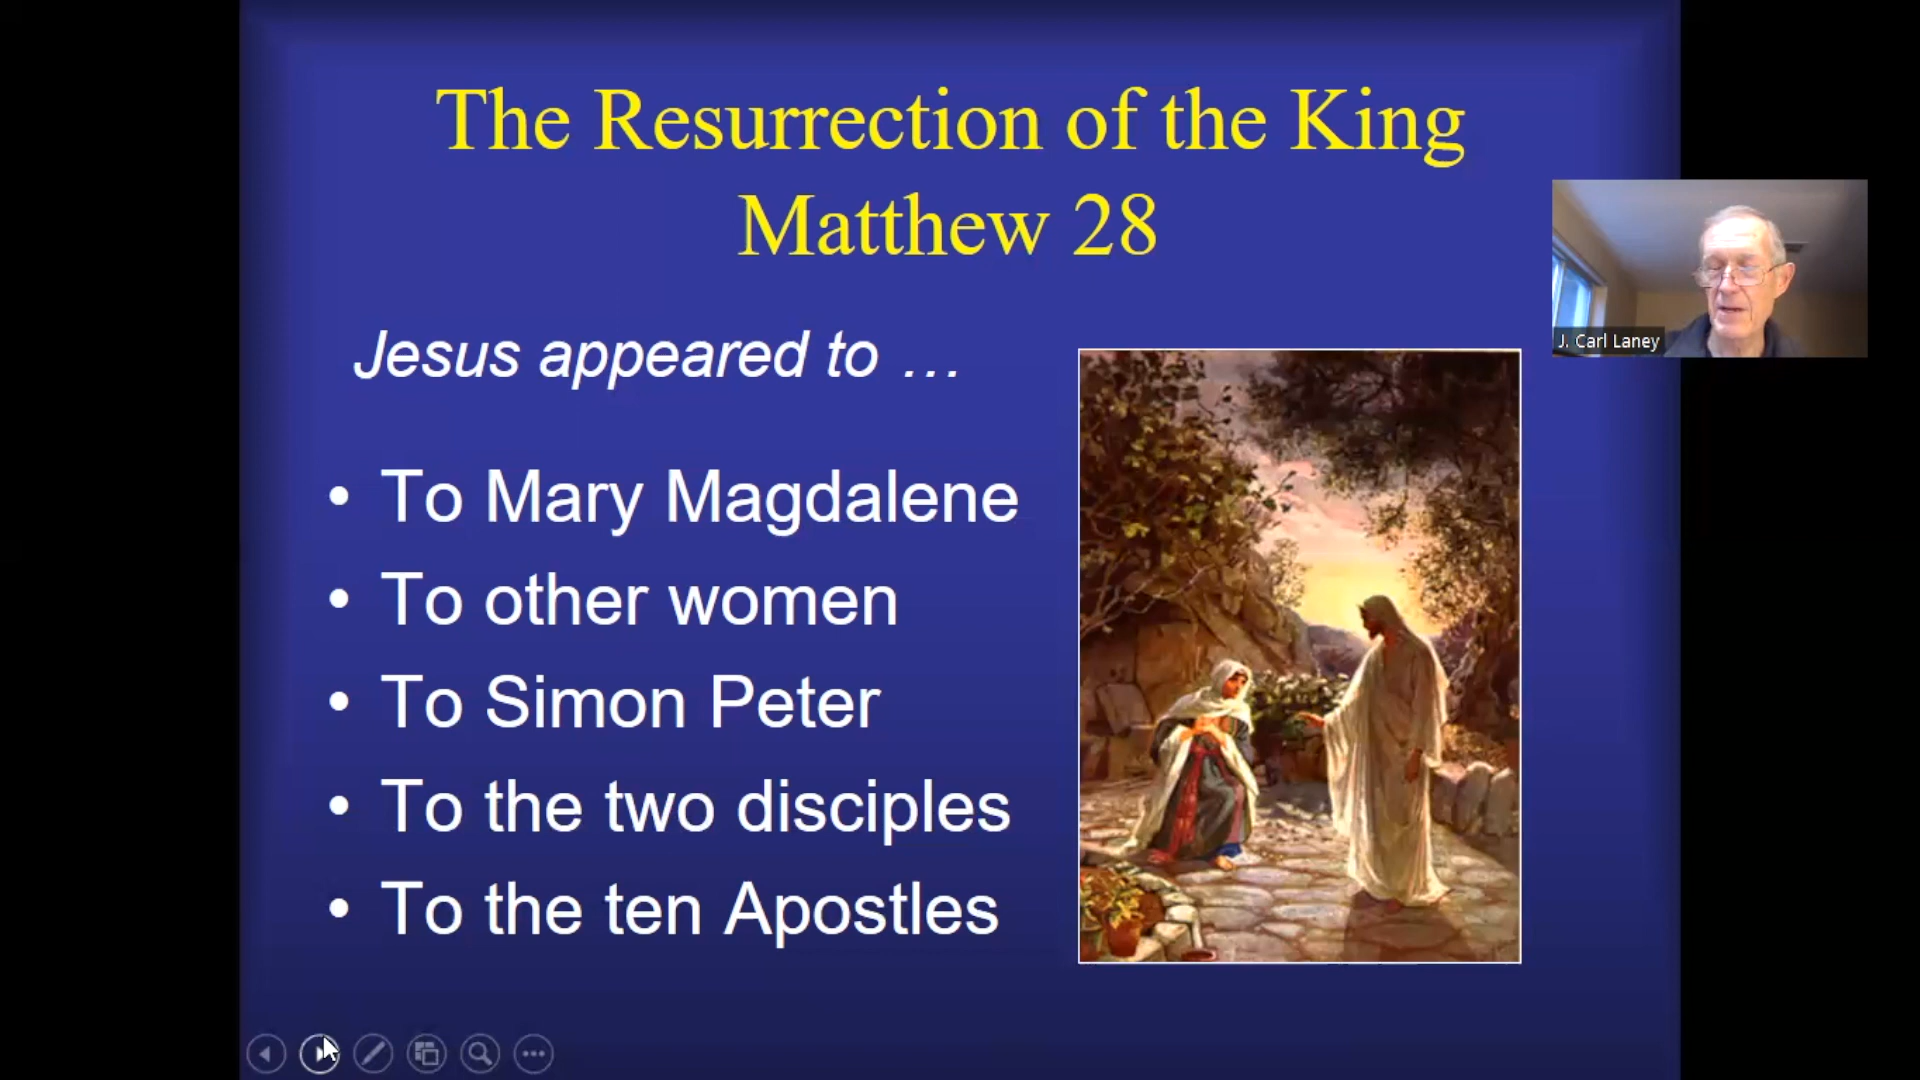 The Resurrection of the King
Matthew 28
Jesus appeared to …
• To Mary Magdalene
• To other women
• To Simon Peter
• To the two disciples
• To the ten Apostles
J. Carl Laney